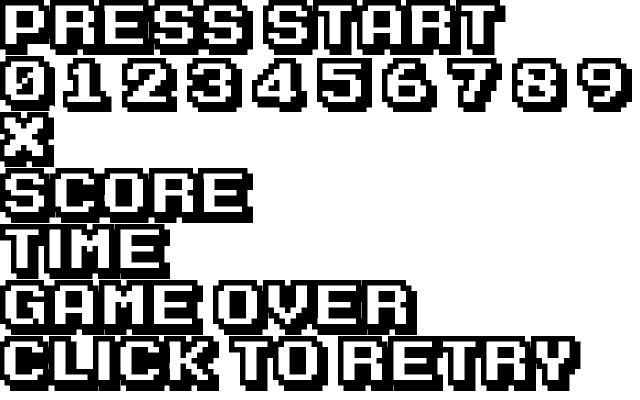 PRESS START
0123456789
X
SCORE
TIME
GAME OVER
CLICK TO RETRY